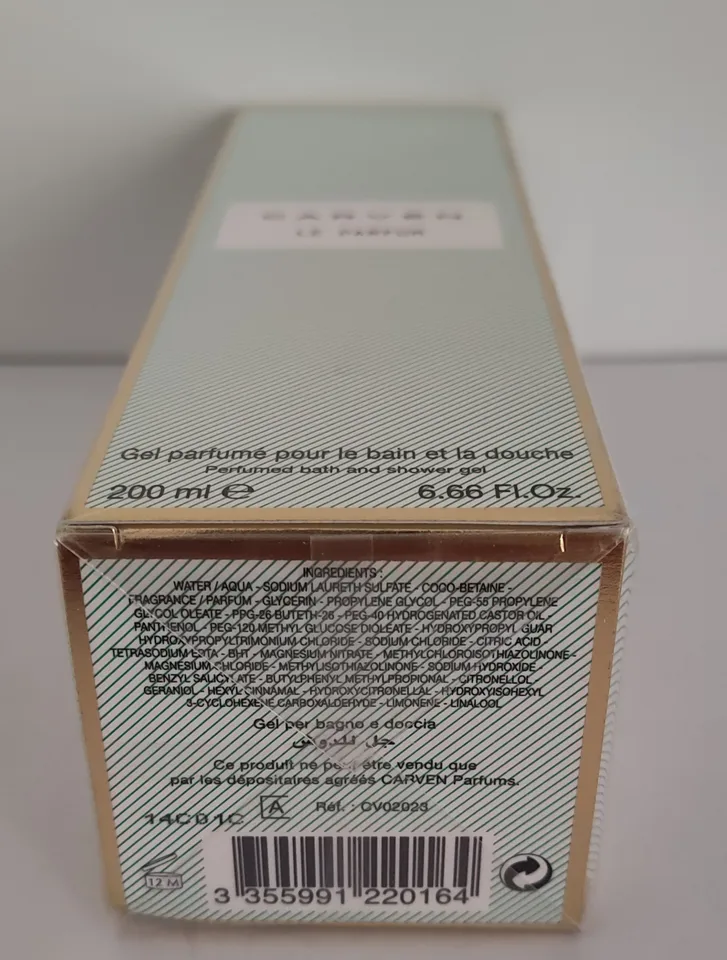 CARVEN
LE PARFUM
Gel parfumé pour le bain et la douche
Perfumed bath and shower gel
200 ml ℮ 6.66 Fl.Oz.
INGREDIENTS :
WATER / AQUA - SODIUM LAURETH SULFATE - COCO-BETAINE -
FRAGRANCE / PARFUM - GLYCERIN - PROPYLENE GLYCOL - PEG-55 PROPYLENE
GLYCOL OLEATE - PPG-26-BUTETH-26 - PEG-40 HYDROGENATED CASTOR OIL
PANTHENOL - PEG-120 METHYL GLUCOSE DIOLEATE - HYDROXYPROPYL GUAR
HYDROXYPROPYLTRIMONIUM CHLORIDE - SODIUM CHLORIDE - CITRIC ACID
TETRASODIUM EDTA - BHT - MAGNESIUM NITRATE - METHYLCHLOROISOTHIAZOLINONE -
MAGNESIUM CHLORIDE - METHYLISOTHIAZOLINONE - SODIUM HYDROXIDE
BENZYL SALICYLATE - BUTYLPHENYL METHYLPROPIONAL - CITRONELLOL -
GERANIOL - HEXYL CINNAMAL - HYDROXYCITRONELLAL - HYDROXYISOHEXYL
3-CYCLOHEXENE CARBOXALDEHYDE - LIMONENE - LINALOOL
Gel per bagno e doccia
جل للدوش
Ce produit ne peut être vendu que
par les dépositaires agréés CARVEN Parfums.
14C01C A Réf. : CV02023
12 M
3 355991 220164